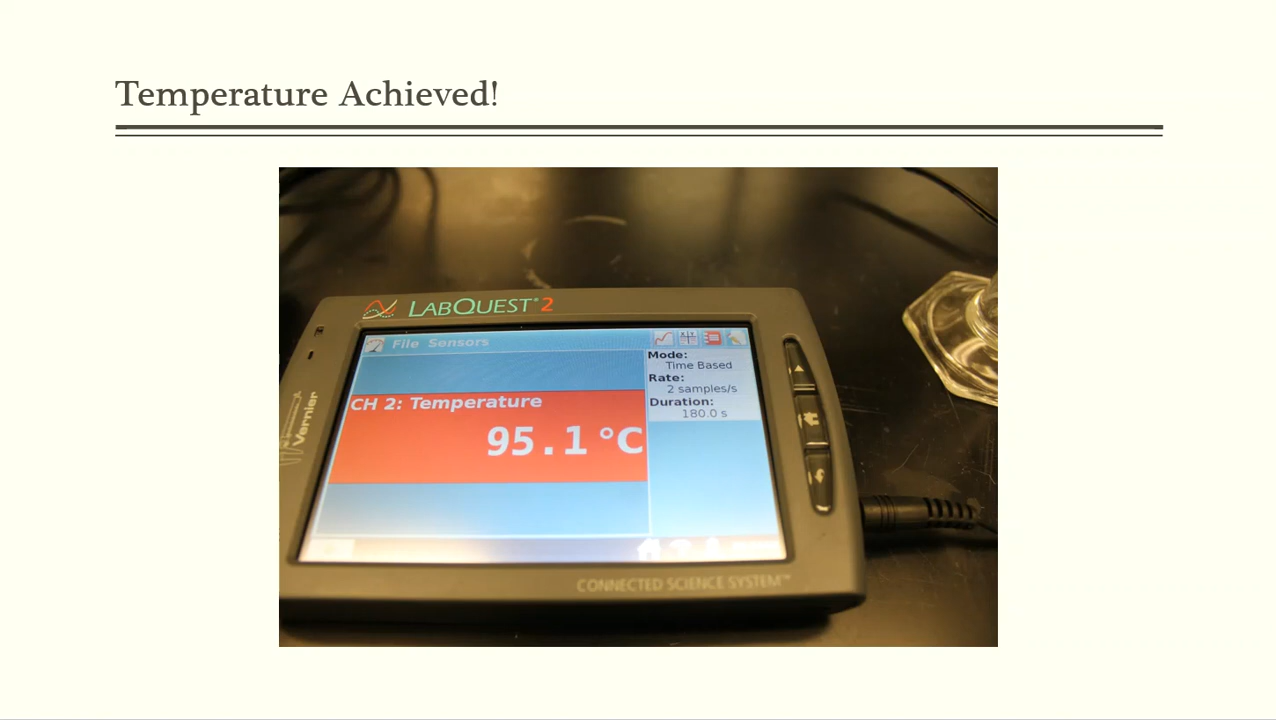 Temperature Achieved!
LABQUEST® 2
File Sensors
Mode:
Time Based
Rate:
2 samples/s
Duration:
180.0 s
CH 2: Temperature
95.1 °C
Vernier
CONNECTED SCIENCE SYSTEM™